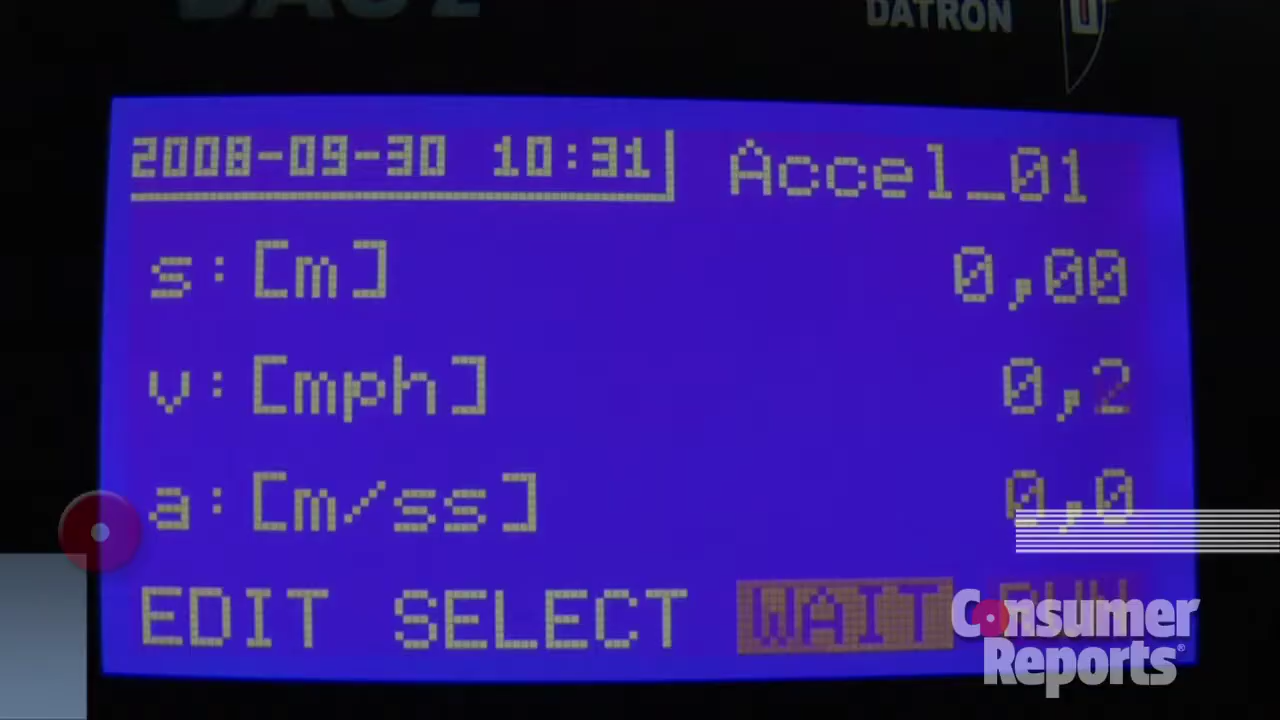 DATRON
2008-09-30 10:31 Accel_01
s:[m] 0,00
v:[mph] 0,2
a:[m/ss] 0,0
EDIT SELECT WAIT RUN
Consumer
Reports®